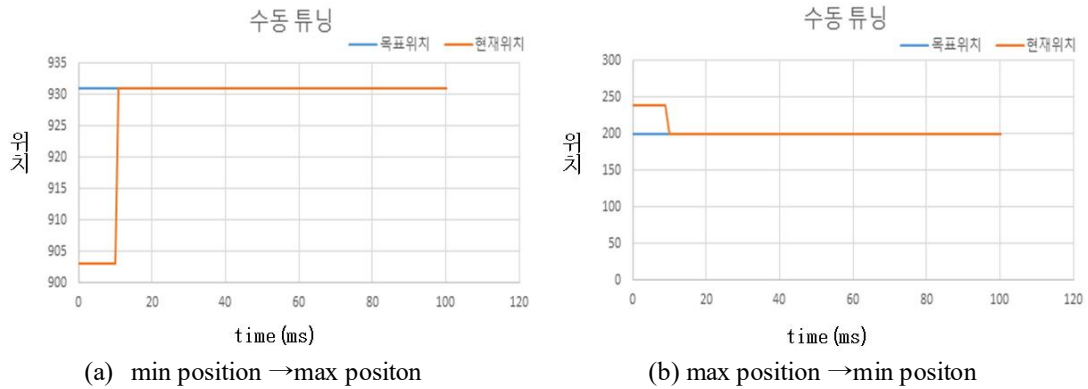 수동 튜닝
목표위치 현재위치
935
930
925
920
915
910
905
900
위치
0 20 40 60 80 100 120
time(ms)
(a) min position →max positon
수동 튜닝
목표위치 현재위치
300
250
200
150
100
50
0
위치
0 20 40 60 80 100 120
time(ms)
(b) max position →min positon